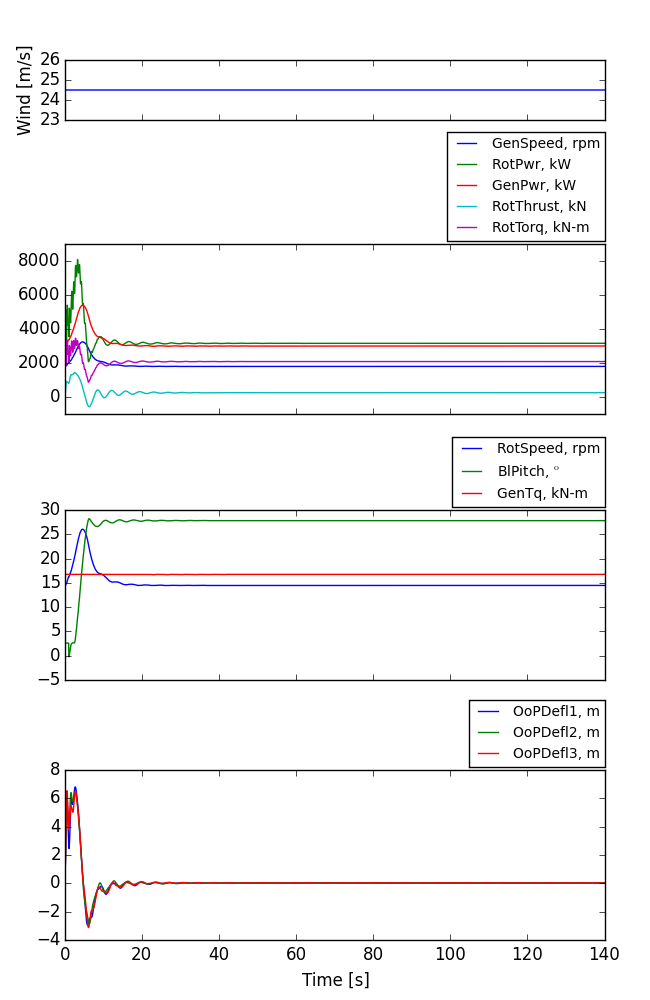 Wind [m/s]
26
25
24
23
GenSpeed, rpm
RotPwr, kW
GenPwr, kW
RotThrust, kN
RotTorq, kN-m
8000
6000
4000
2000
0
RotSpeed, rpm
BlPitch, °
GenTq, kN-m
30
25
20
15
10
5
0
−5
OoPDefl1, m
OoPDefl2, m
OoPDefl3, m
8
6
4
2
0
−2
−4
0 20 40 60 80 100 120 140
Time [s]